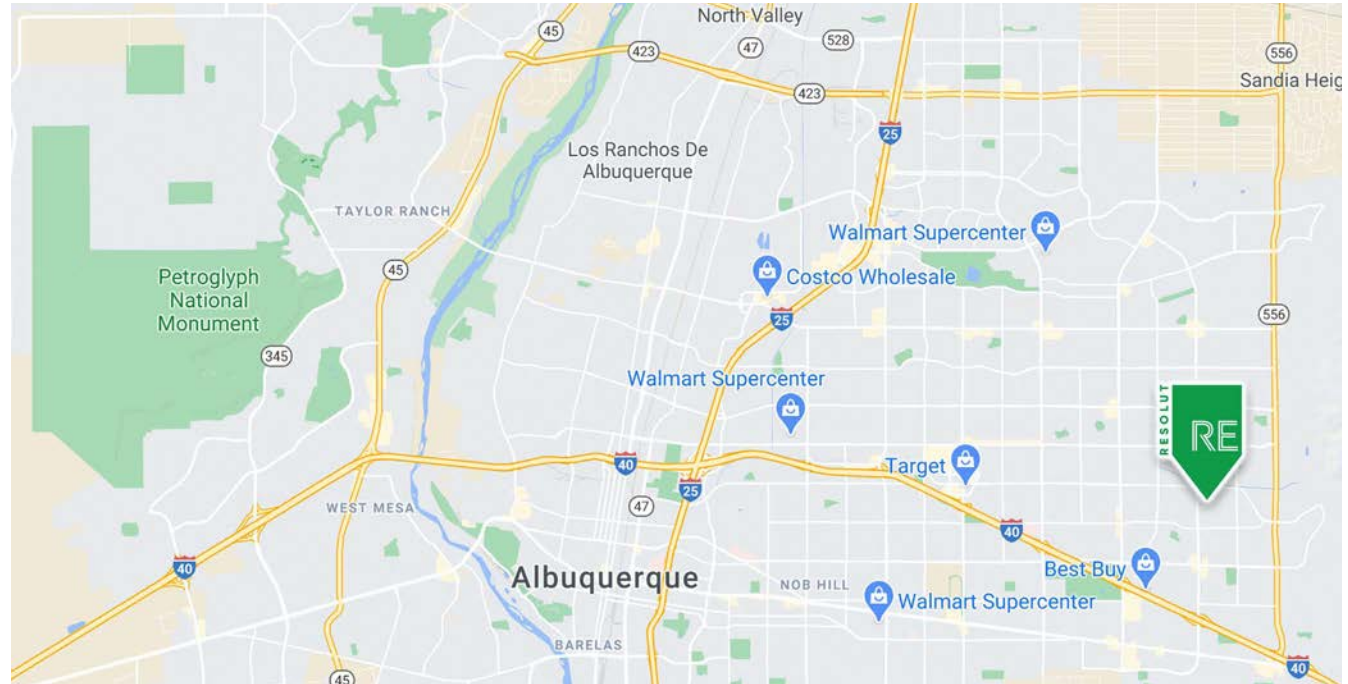 North Valley
45
423
47
528
556
Sandia Heig
423
25
Los Ranchos De
Albuquerque
TAYLOR RANCH
Walmart Supercenter
45
Costco Wholesale
Petroglyph
National
Monument
25
556
345
Walmart Supercenter
RESOLUT
RE
40
Target
25
47
WEST MESA
40
40
Best Buy
Albuquerque
NOB HILL
Walmart Supercenter
BARELAS
40
45